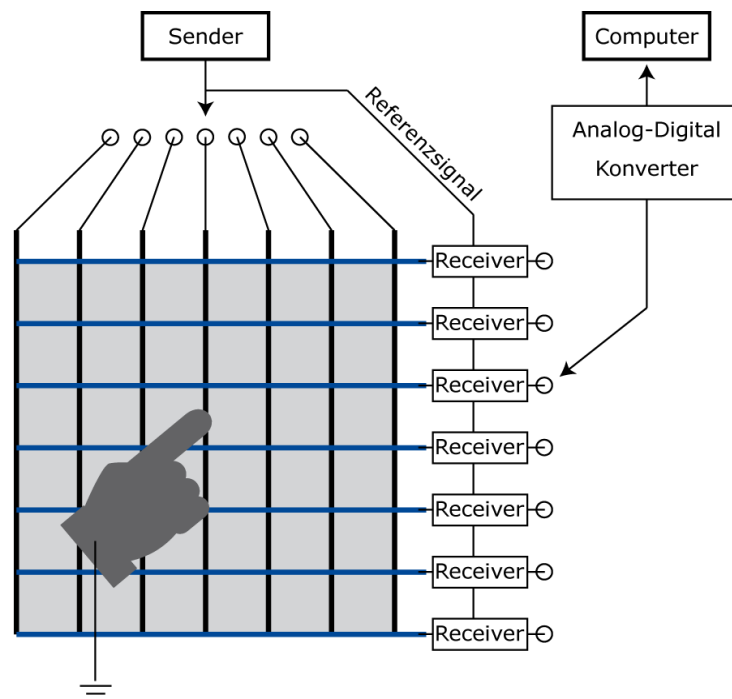 Sender
Computer
Referenzsignal
Analog-Digital
Konverter
Receiver
Receiver
Receiver
Receiver
Receiver
Receiver
Receiver